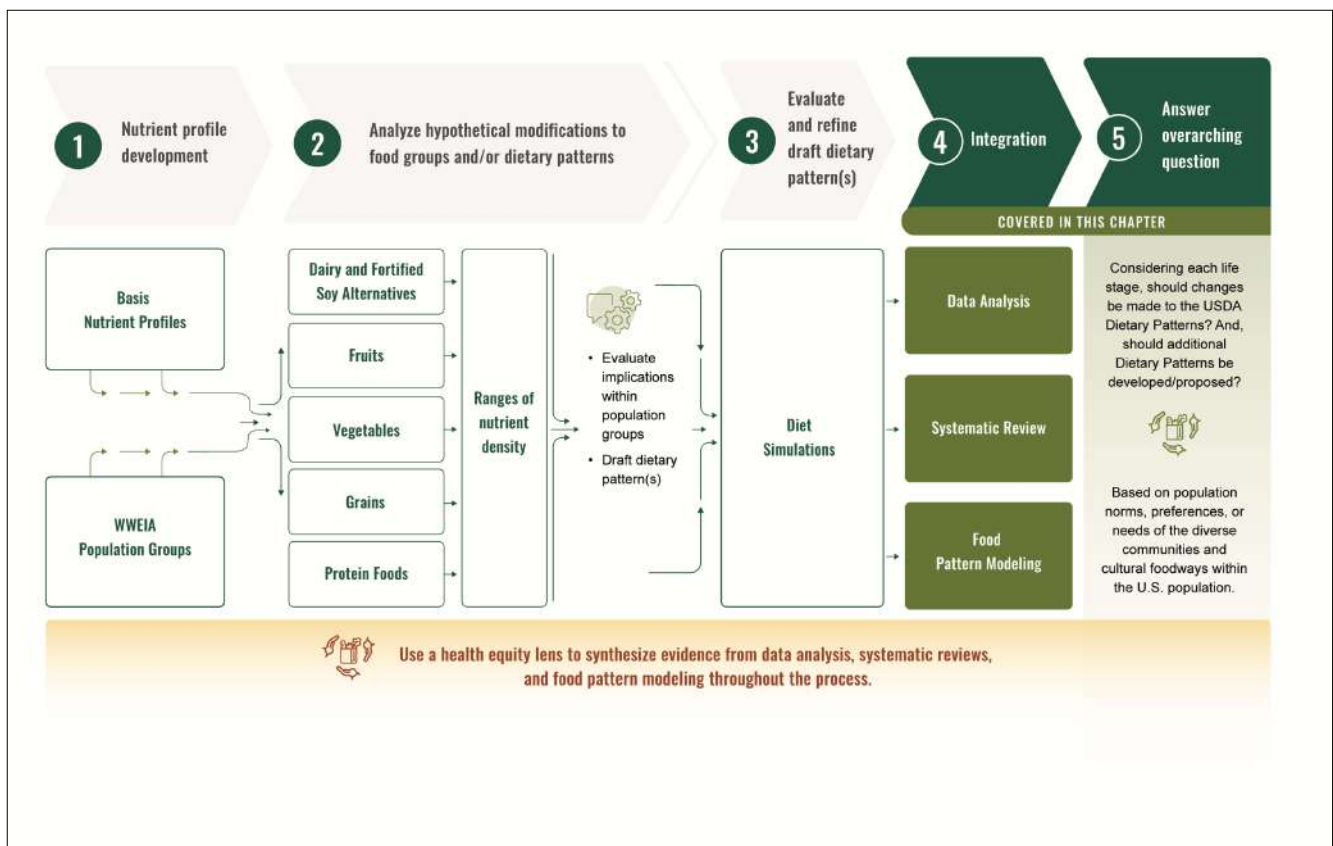 1
Nutrient profile
development
2
Analyze hypothetical modifications to
food groups and/or dietary patterns
3
Evaluate
and refine
draft dietary
pattern(s)
4
Integration
5
Answer
overarching
question
COVERED IN THIS CHAPTER
Basis
Nutrient Profiles
WWEIA
Population Groups
Dairy and Fortified
Soy Alternatives
Fruits
Vegetables
Grains
Protein Foods
Ranges of
nutrient
density
• Evaluate
implications
within
population
groups
• Draft dietary
pattern(s)
Diet
Simulations
Data Analysis
Systematic Review
Food
Pattern Modeling
Considering each life
stage, should changes
be made to the USDA
Dietary Patterns? And,
should additional
Dietary Patterns be
developed/proposed?
Based on population
norms, preferences, or
needs of the diverse
communities and
cultural foodways within
the U.S. population.
Use a health equity lens to synthesize evidence from data analysis, systematic reviews,
and food pattern modeling throughout the process.